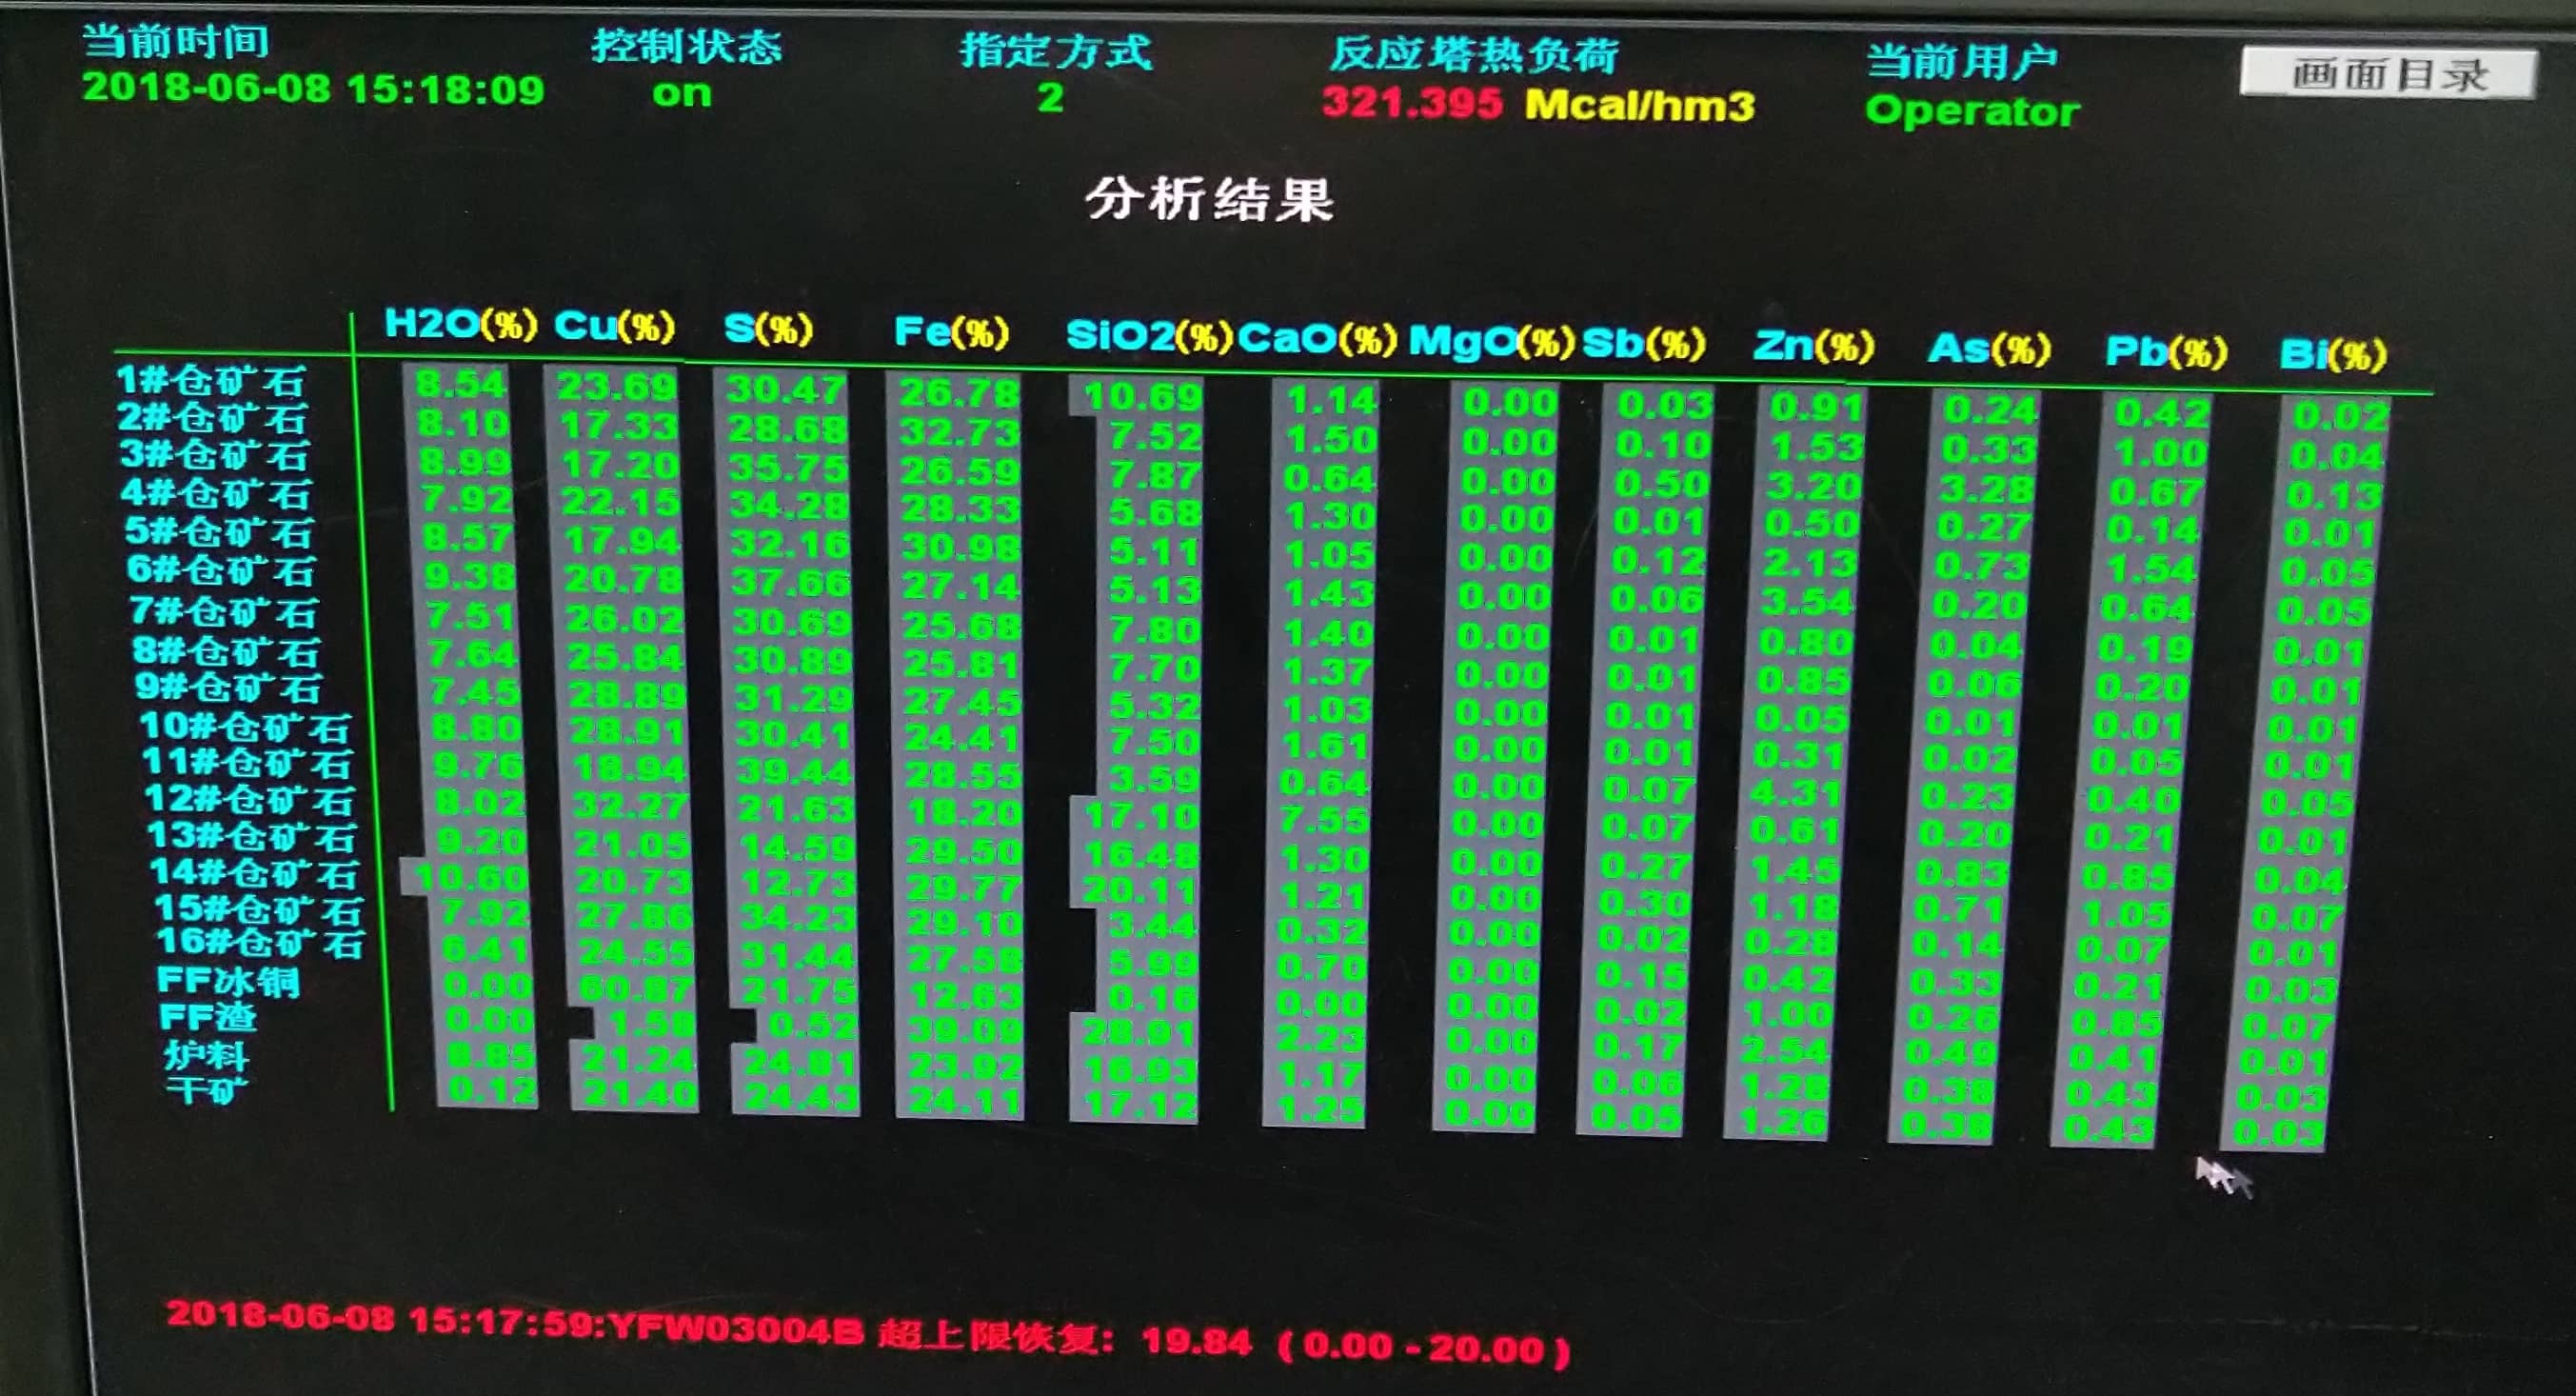 当前时间 控制状态 指定方式 反应塔热负荷 当前用户 画面目录
2018-06-08 15:18:09 on 2 321.395 Mcal/hm3 Operator
分析结果
H2O(%) Cu(%) S(%) Fe(%) SiO2(%) CaO(%) MgO(%) Sb(%) Zn(%) As(%) Pb(%) Bi(%)
1#仓矿石 8.54 23.69 30.47 26.78 10.69 1.14 0.00 0.03 0.91 0.24 0.42 0.02
2#仓矿石 8.10 17.33 28.68 32.73 7.52 1.50 0.00 0.10 1.53 0.33 1.00 0.04
3#仓矿石 8.99 17.20 35.75 26.59 7.87 0.64 0.00 0.50 3.20 3.28 0.67 0.13
4#仓矿石 7.92 22.15 34.28 28.33 5.68 1.30 0.00 0.01 0.50 0.27 0.14 0.01
5#仓矿石 8.57 17.94 32.16 30.98 5.11 1.05 0.00 0.12 2.13 0.73 1.54 0.05
6#仓矿石 9.38 20.78 37.66 27.14 5.13 1.43 0.00 0.06 3.54 0.20 0.64 0.05
7#仓矿石 7.51 26.02 30.69 25.68 7.80 1.40 0.00 0.01 0.80 0.04 0.19 0.01
8#仓矿石 7.64 25.84 30.89 25.81 7.70 1.37 0.00 0.01 0.85 0.06 0.20 0.01
9#仓矿石 7.45 28.89 31.29 27.45 5.32 1.03 0.00 0.01 0.05 0.01 0.01 0.01
10#仓矿石 8.80 28.91 30.41 24.41 7.50 1.61 0.00 0.01 0.31 0.02 0.05 0.01
11#仓矿石 9.76 18.94 39.44 28.55 3.59 0.64 0.00 0.07 4.31 0.23 0.40 0.05
12#仓矿石 8.02 32.27 21.63 18.20 17.10 7.55 0.00 0.07 0.61 0.20 0.21 0.01
13#仓矿石 9.20 21.05 14.59 29.50 16.48 1.30 0.00 0.27 1.45 0.83 0.85 0.04
14#仓矿石 10.60 20.73 12.73 29.77 20.11 1.21 0.00 0.30 1.18 0.71 1.05 0.07
15#仓矿石 7.92 27.86 34.23 29.10 3.44 0.32 0.00 0.02 0.28 0.14 0.07 0.01
16#仓矿石 6.41 24.55 31.44 27.58 5.99 0.70 0.00 0.15 0.42 0.33 0.21 0.03
FF冰铜 0.00 60.87 21.75 12.63 0.16 0.00 0.00 0.02 1.00 0.26 0.85 0.07
FF渣 0.00 1.58 0.52 39.09 28.91 2.23 0.00 0.17 2.54 0.49 0.41 0.01
炉料 8.85 21.24 24.81 23.92 16.93 1.17 0.00 0.06 1.28 0.38 0.43 0.03
干矿 0.12 21.40 24.43 24.11 17.12 1.25 0.00 0.05 1.26 0.38 0.43 0.03
2018-06-08 15:17:59:YFW03004B 超上限恢复: 19.84 (0.00 - 20.00)